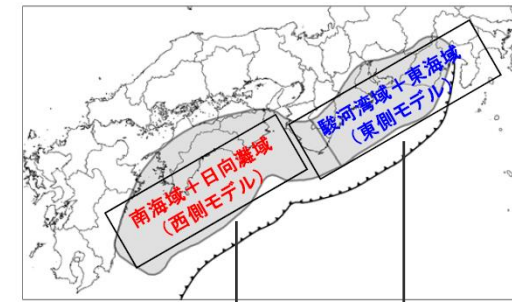 南海域＋日向灘域
（西側モデル）
駿河湾域＋東海域
（東側モデル）